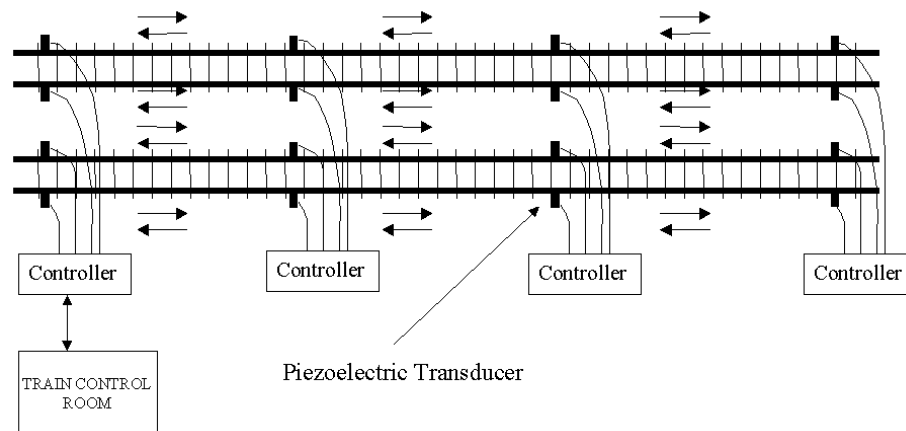 Controller
Controller
Controller
Controller
TRAIN CONTROL
ROOM
Piezoelectric Transducer